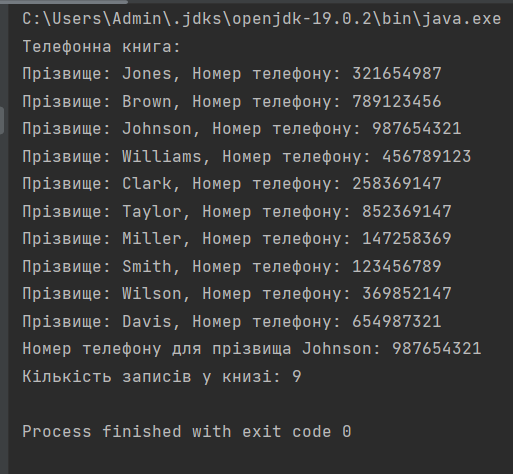 C:\Users\Admin\.jdks\openjdk-19.0.2\bin\java.exe
Телефонна книга:
Прізвище: Jones, Номер телефону: 321654987
Прізвище: Brown, Номер телефону: 789123456
Прізвище: Johnson, Номер телефону: 987654321
Прізвище: Williams, Номер телефону: 456789123
Прізвище: Clark, Номер телефону: 258369147
Прізвище: Taylor, Номер телефону: 852369147
Прізвище: Miller, Номер телефону: 147258369
Прізвище: Smith, Номер телефону: 123456789
Прізвище: Wilson, Номер телефону: 369852147
Прізвище: Davis, Номер телефону: 654987321
Номер телефону для прізвища Johnson: 987654321
Кількість записів у книзі: 9
Process finished with exit code 0